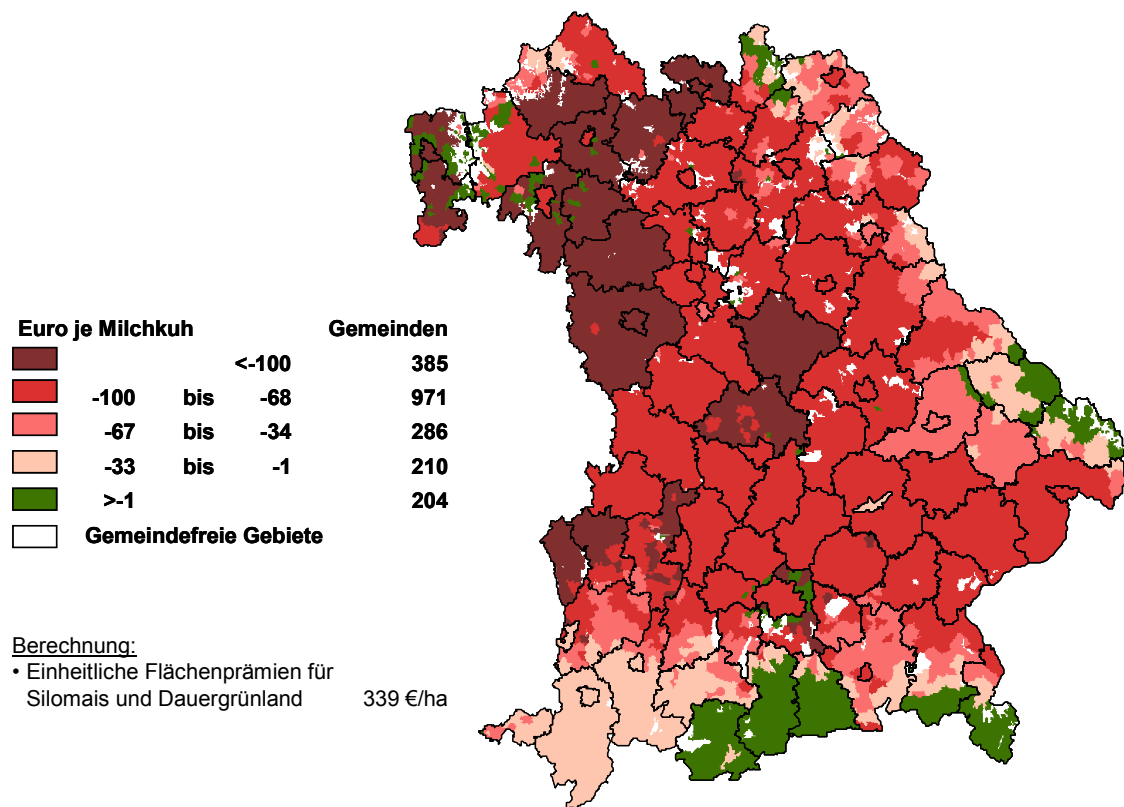 Euro je Milchkuh Gemeinden
<-100 385
-100 bis -68 971
-67 bis -34 286
-33 bis -1 210
>-1 204
Gemeindefreie Gebiete
Berechnung:
• Einheitliche Flächenprämien für
Silomais und Dauergrünland 339 €/ha